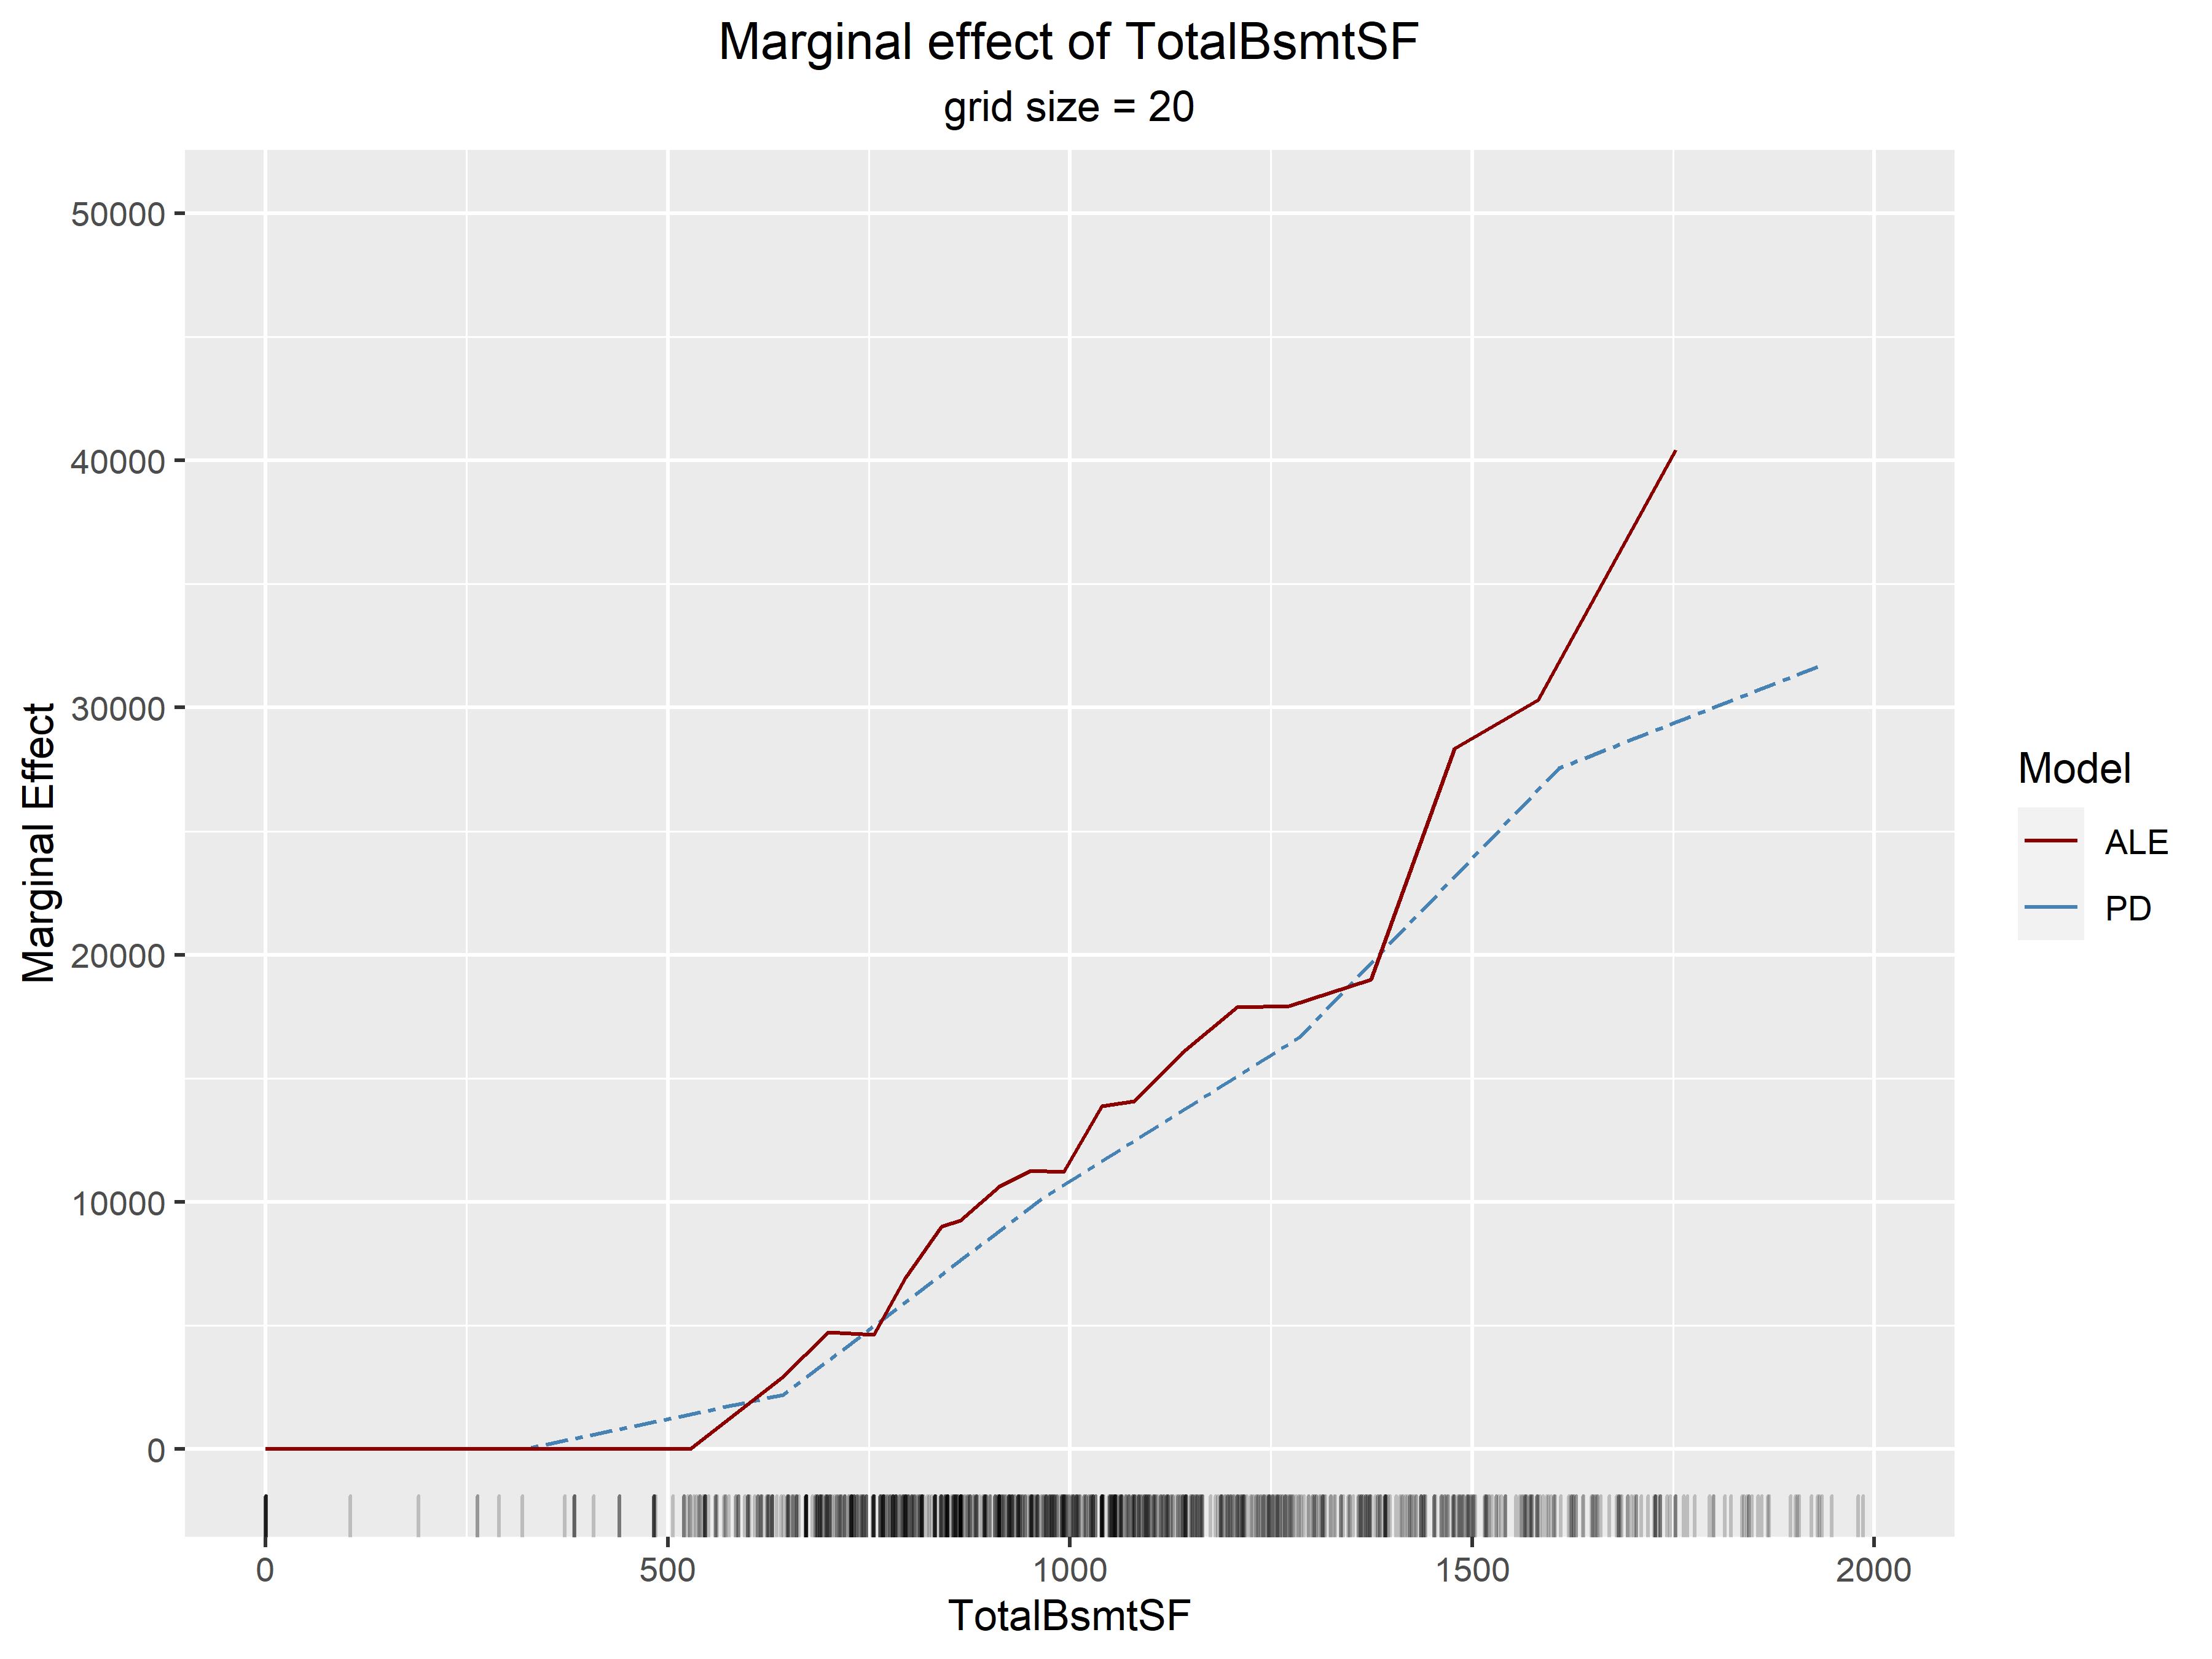 Marginal effect of TotalBsmtSF
grid size = 20
50000
40000
30000
20000
10000
0
Marginal Effect
0 500 1000 1500 2000
TotalBsmtSF
Model
ALE
PD